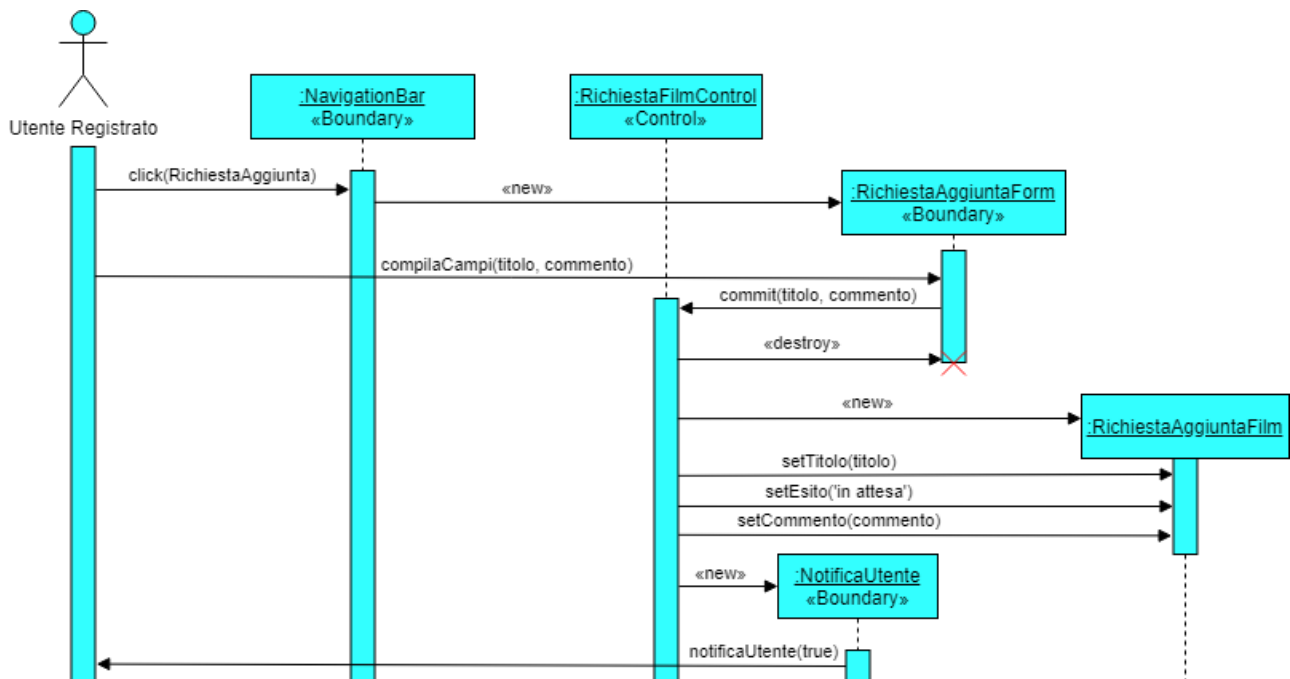 :NavigationBar
«Boundary»
:RichiestaFilmControl
«Control»
Utente Registrato
click(RichiestaAggiunta)
«new»
:RichiestaAggiuntaForm
«Boundary»
compilaCampi(titolo, commento)
commit(titolo, commento)
«destroy»
«new»
:RichiestaAggiuntaFilm
setTitolo(titolo)
setEsito('in attesa')
setCommento(commento)
«new»
:NotificaUtente
«Boundary»
notificaUtente(true)